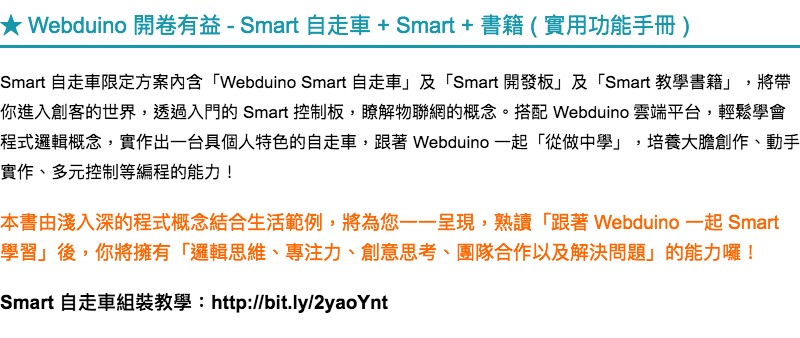 ★ Webduino 開卷有益 - Smart 自走車 + Smart + 書籍 ( 實用功能手冊 )
Smart 自走車限定方案內含「Webduino Smart 自走車」及「Smart 開發板」及「Smart 教學書籍」，將帶
你進入創客的世界，透過入門的 Smart 控制板，瞭解物聯網的概念。搭配 Webduino 雲端平台，輕鬆學會
程式邏輯概念，實作出一台具個人特色的自走車，跟著 Webduino 一起「從做中學」，培養大膽創作、動手
實作、多元控制等編程的能力！
本書由淺入深的程式概念結合生活範例，將為您一一呈現，熟讀「跟著 Webduino 一起 Smart
學習」後，你將擁有「邏輯思維、專注力、創意思考、團隊合作以及解決問題」的能力囉！
Smart 自走車組裝教學：http://bit.ly/2yaoYnt